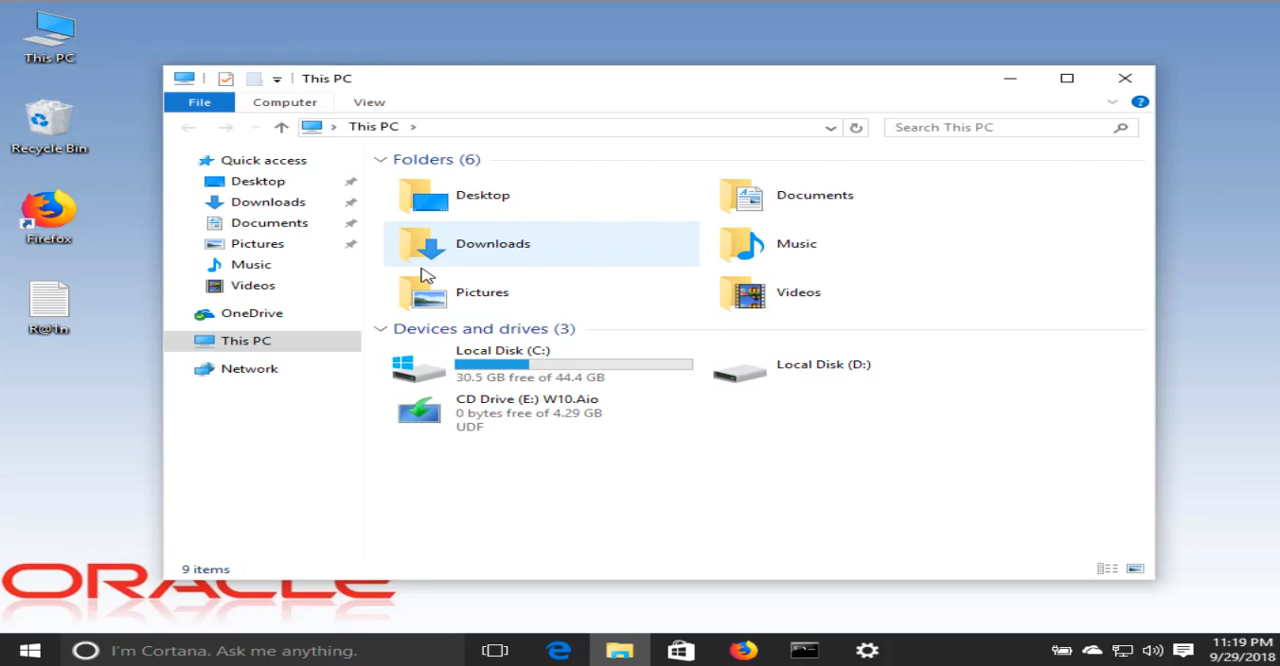 This PC
Recycle Bin
Firefox
R@!n
This PC
File
Computer
View
This PC
Search This PC
Quick access
Desktop
Downloads
Documents
Pictures
Music
Videos
OneDrive
This PC
Network
Folders (6)
Desktop
Documents
Downloads
Music
Pictures
Videos
Devices and drives (3)
Local Disk (C:)
30.5 GB free of 44.4 GB
Local Disk (D:)
CD Drive (E:) W10.Aio
0 bytes free of 4.29 GB
UDF
9 items
ORACLE
I'm Cortana. Ask me anything.
11:19 PM
9/29/2018